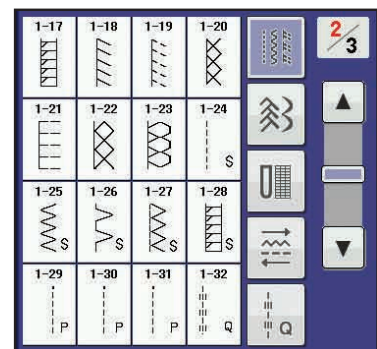 1-17 1-18 1-19 1-20 2/3
1-21 1-22 1-23 1-24
S
1-25 1-26 1-27 1-28
S S S S
1-29 1-30 1-31 1-32
P P P Q Q